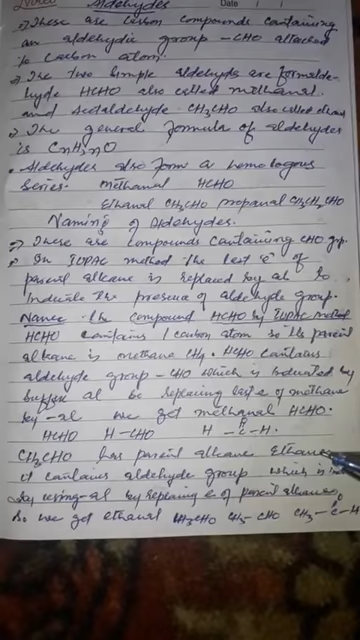 Aldehydes Date / /
These are carbon compounds containing
an aldehydic group -CHO attached
to carbon atom.
The two simple aldehyds are formalde-
hyde HCHO also called methanal
and acetaldehyde CH3CHO also called ethanal
The general formula of aldehydes
is CnH2nO
Aldehydes also form a homologous
series. methanal HCHO
Ethanal CH3CHO propanal CH3CH2CHO
Naming of Aldehydes.
These are compounds containing CHO grp.
In IUPAC method the last 'e' of
parent alkane is replaced by al to
indicate the presence of aldehyde group.
Name the compound HCHO by IUPAC method
HCHO contains 1 carbon atom so its parent
alkane is methane CH4. HCHO contains
aldehyde group -CHO which is indicated by
suffix al so replacing last e of methane
by -al we get methanal HCHO.
HCHO H-CHO H-C-H.
CH3CHO has parent alkane Ethane
it contains aldehyde group which is
by using -al by replacing e of parent alkane
So we get ethanal CH3CHO CH3-CHO CH3-C-H
O